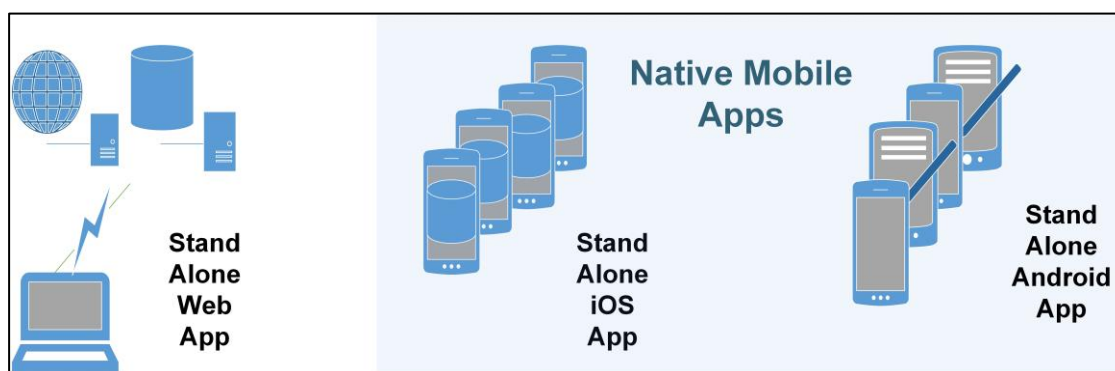 Native Mobile
Apps
Stand
Alone
Web
App
Stand
Alone
iOS
App
Stand
Alone
Android
App